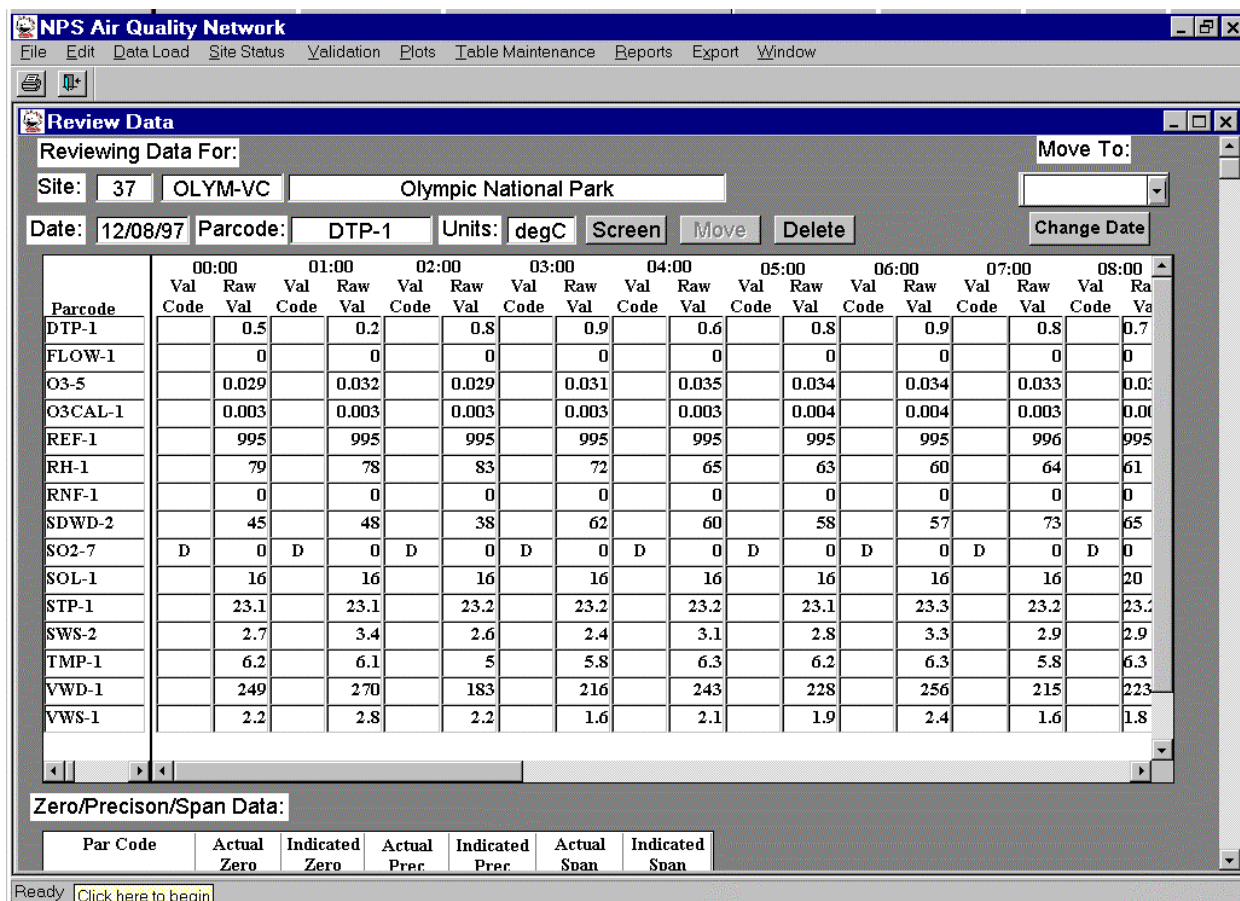 NPS Air Quality Network
File Edit Data Load Site Status Validation Plots Table Maintenance Reports Export Window
Review Data
Reviewing Data For: Move To:
Site: 37 OLYM-VC Olympic National Park
Date: 12/08/97 Parcode: DTP-1 Units: degC Screen Move Delete Change Date
00:00 01:00 02:00 03:00 04:00 05:00 06:00 07:00 08:00
Val Raw Val Raw Val Raw Val Raw Val Raw Val Raw Val Raw Val Raw Val Ra
Parcode Code Val Code Val Code Val Code Val Code Val Code Val Code Val Code Val Code Va
DTP-1 0.5 0.2 0.8 0.9 0.6 0.8 0.9 0.8 0.7
FLOW-1 0 0 0 0 0 0 0 0 0
O3-5 0.029 0.032 0.029 0.031 0.035 0.034 0.034 0.033
O3CAL-1 0.003 0.003 0.003 0.003 0.003 0.004 0.004 0.003
REF-1 995 995 995 995 995 995 995 996 995
RH-1 79 78 83 72 65 63 60 64 61
RNF-1 0 0 0 0 0 0 0 0 0
SDWD-2 45 48 38 62 60 58 57 73 65
SO2-7 D 0 D 0 D 0 D 0 D 0 D 0 D 0 D 0 D 0
SOL-1 16 16 16 16 16 16 16 16 20
STP-1 23.1 23.1 23.2 23.2 23.2 23.1 23.3 23.2 23.2
SWS-2 2.7 3.4 2.6 2.4 3.1 2.8 3.3 2.9 2.9
TMP-1 6.2 6.1 5 5.8 6.3 6.2 6.3 5.8 6.3
VWD-1 249 270 183 216 243 228 256 215 223
VWS-1 2.2 2.8 2.2 1.6 2.1 1.9 2.4 1.6 1.8
Zero/Precison/Span Data:
Par Code Actual Indicated Actual Indicated Actual Indicated
Zero Zero Prec Prec Span Span
Ready Click here to begin